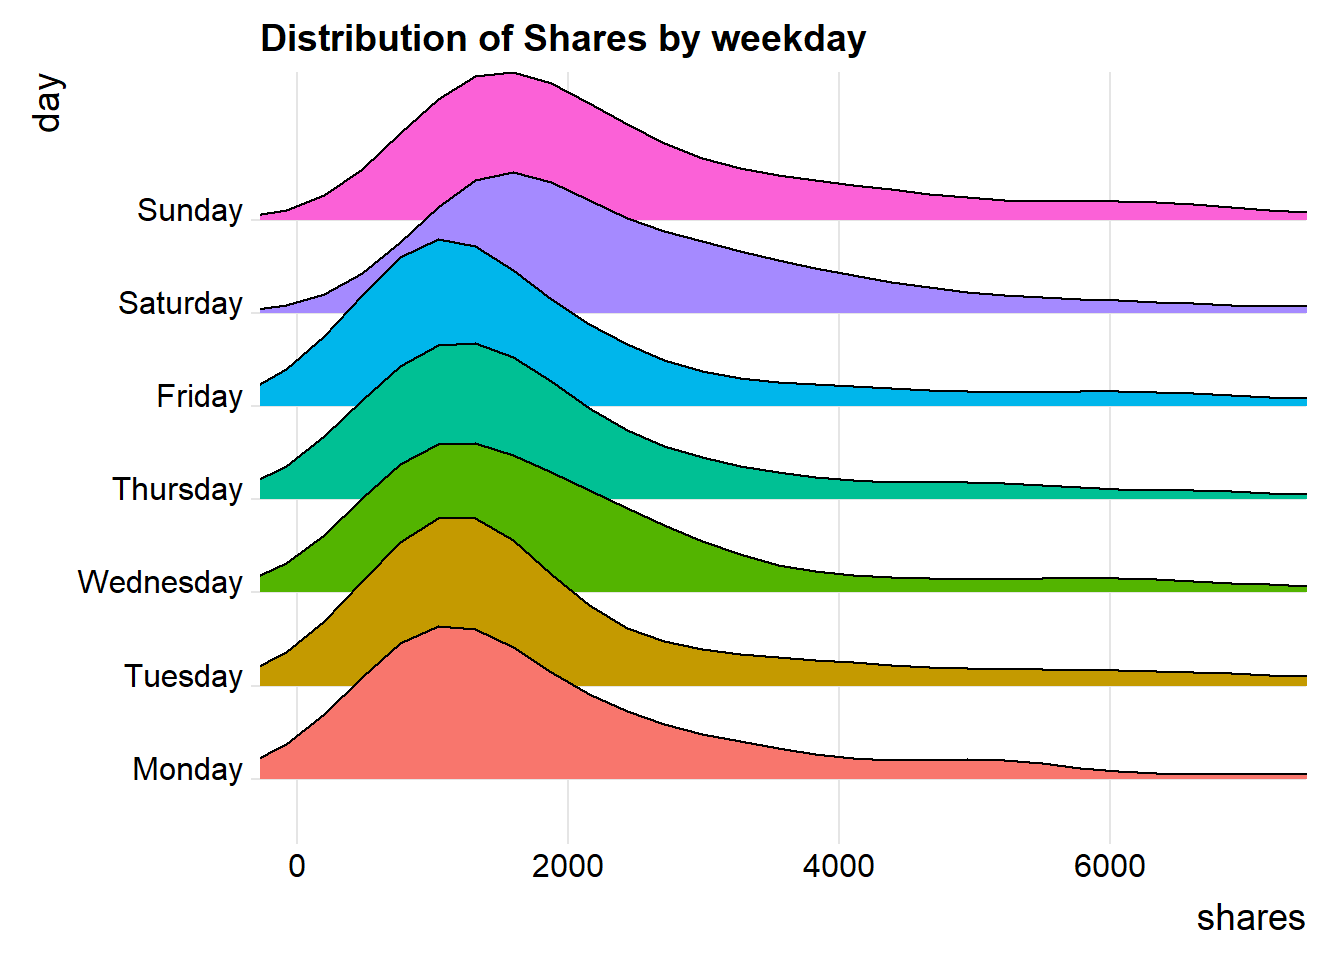 Distribution of Shares by weekday
day
Sunday
Saturday
Friday
Thursday
Wednesday
Tuesday
Monday
0 2000 4000 6000
shares